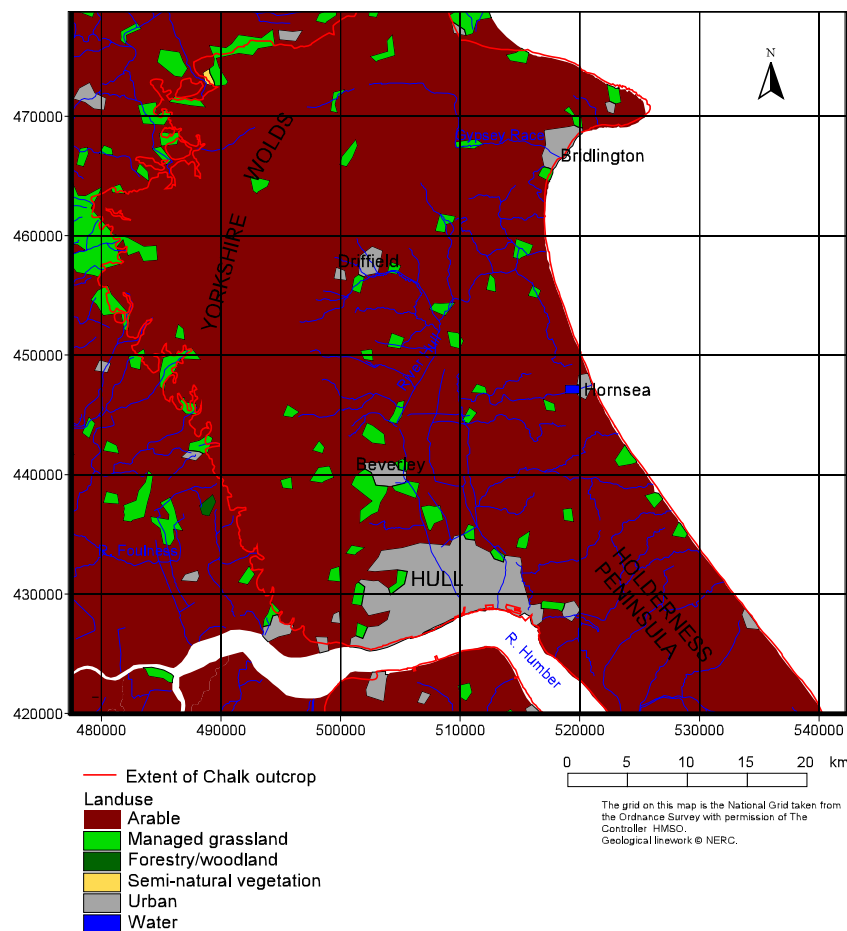 N
470000
460000
450000
440000
430000
420000
480000
490000
500000
510000
520000
530000
540000
YORKSHIRE WOLDS
Gypsey Race
Bridlington
Driffield
River Hull
Hornsea
Beverley
R. Foulness
HULL
HOLDERNESS
PENINSULA
R. Humber
0 5 10 15 20 km
Extent of Chalk outcrop
Landuse
Arable
Managed grassland
Forestry/woodland
Semi-natural vegetation
Urban
Water
The grid on this map is the National Grid taken from
the Ordnance Survey with permission of The
Controller HMSO.
Geological linework © NERC.